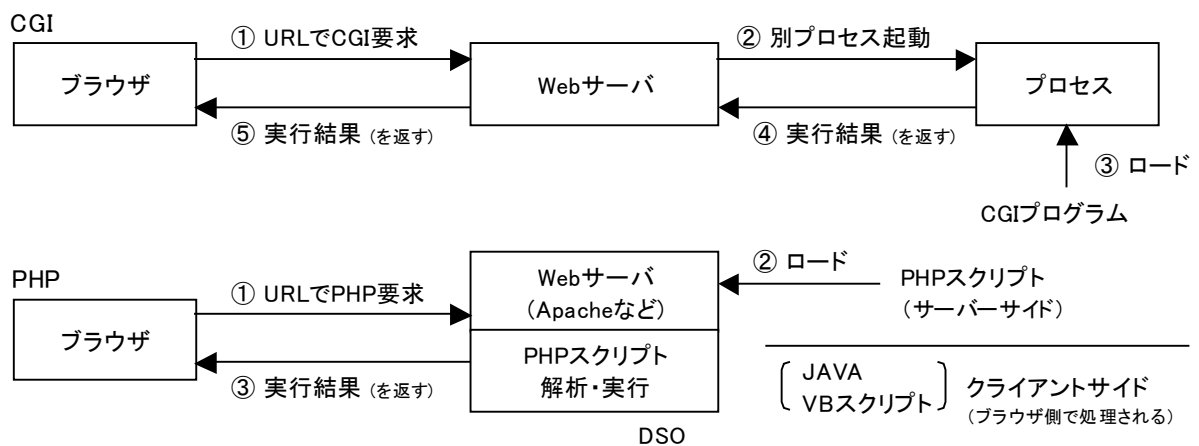 CGI
① URLでCGI要求
② 別プロセス起動
ブラウザ
Webサーバ
プロセス
⑤ 実行結果 (を返す)
④ 実行結果 (を返す)
③ ロード
CGIプログラム
PHP
① URLでPHP要求
Webサーバ
(Apacheなど)
② ロード
PHPスクリプト
(サーバーサイド)
ブラウザ
PHPスクリプト
解析・実行
③ 実行結果 (を返す)
JAVA
VBスクリプト
クライアントサイド
(ブラウザ側で処理される)
DSO